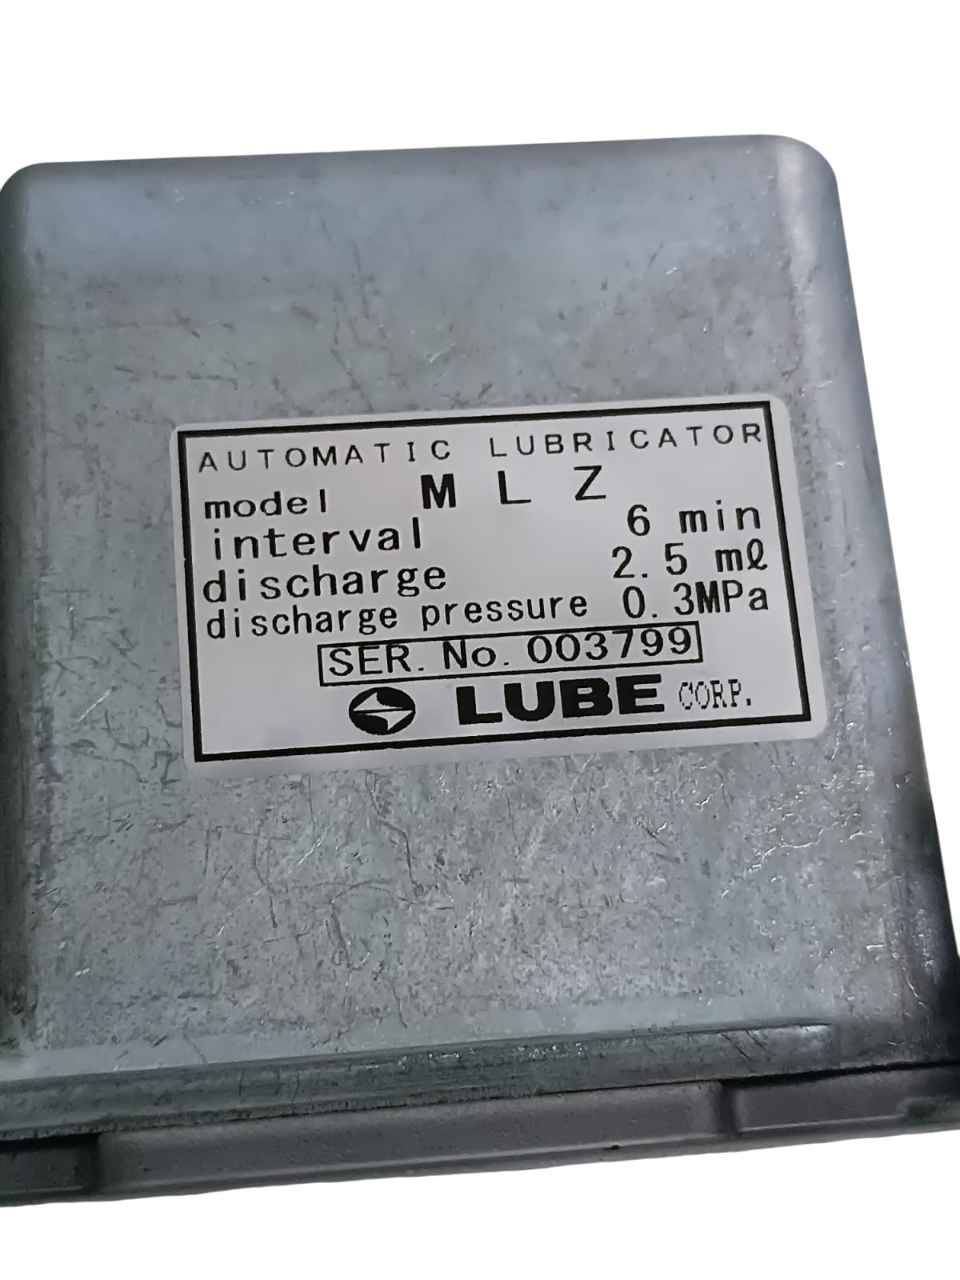 AUTOMATIC LUBRICATOR
model M L Z
interval 6 min
discharge 2.5 mℓ
discharge pressure 0.3MPa
SER. No. 003799
LUBE CORP.